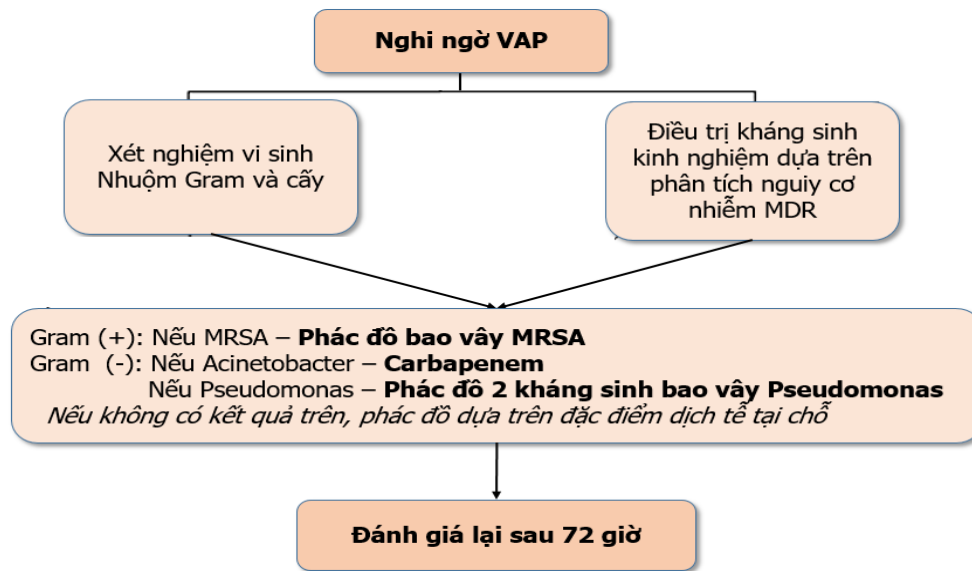 Nghi ngờ VAP
Xét nghiệm vi sinh
Nhuộm Gram và cấy
Điều trị kháng sinh
kinh nghiệm dựa trên
phân tích nguiy cơ
nhiễm MDR
Gram (+): Nếu MRSA – Phác đồ bao vây MRSA
Gram (-): Nếu Acinetobacter – Carbapenem
Nếu Pseudomonas – Phác đồ 2 kháng sinh bao vây Pseudomonas
Nếu không có kết quả trên, phác đồ dựa trên đặc điểm dịch tễ tại chỗ
Đánh giá lại sau 72 giờ